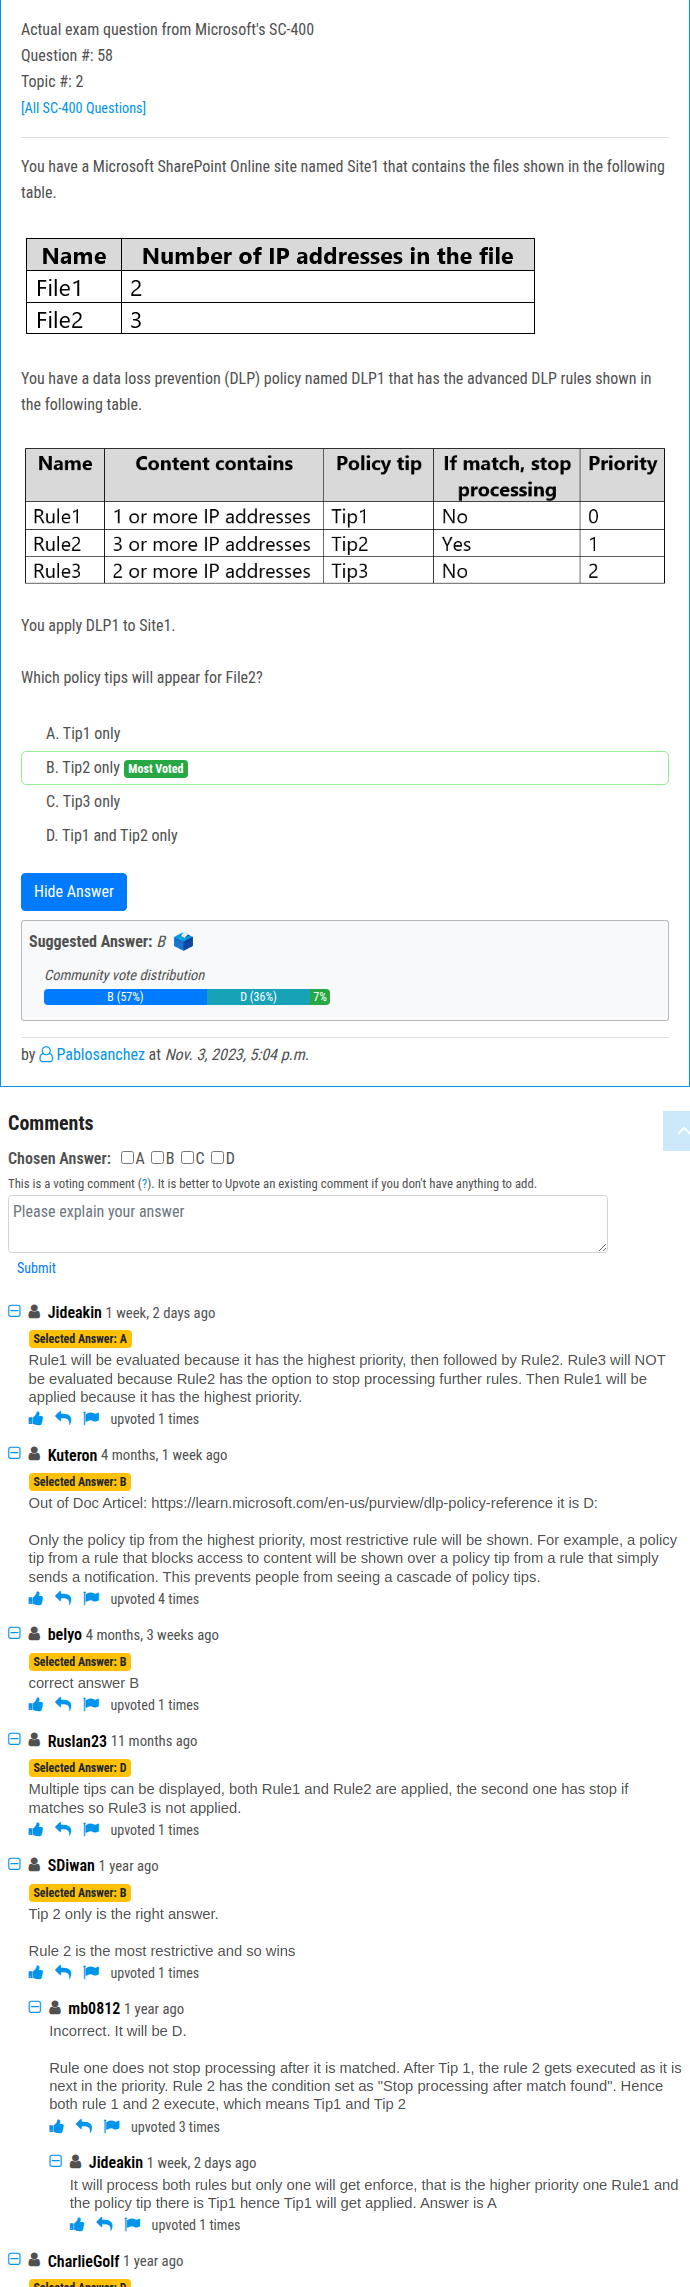 Actual exam question from Microsoft's SC-400
Question #: 58
Topic #: 2
[All SC-400 Questions]
You have a Microsoft SharePoint Online site named Site1 that contains the files shown in the following
table.
Name Number of IP addresses in the file
File1 2
File2 3
You have a data loss prevention (DLP) policy named DLP1 that has the advanced DLP rules shown in
the following table.
Name Content contains Policy tip If match, stop processing Priority
Rule1 1 or more IP addresses Tip1 No 0
Rule2 3 or more IP addresses Tip2 Yes 1
Rule3 2 or more IP addresses Tip3 No 2
You apply DLP1 to Site1.
Which policy tips will appear for File2?
A. Tip1 only
B. Tip2 only Most Voted
C. Tip3 only
D. Tip1 and Tip2 only
Hide Answer
Suggested Answer: B
Community vote distribution
B (57%) D (36%) 7%
by Pablosanchez at Nov. 3, 2023, 5:04 p.m.
Comments
Chosen Answer: A B C D
This is a voting comment (?). It is better to Upvote an existing comment if you don't have anything to add.
Please explain your answer
Submit
Jideakin 1 week, 2 days ago
Selected Answer: A
Rule1 will be evaluated because it has the highest priority, then followed by Rule2. Rule3 will NOT
be evaluated because Rule2 has the option to stop processing further rules. Then Rule1 will be
applied because it has the highest priority.
upvoted 1 times
Kuteron 4 months, 1 week ago
Selected Answer: B
Out of Doc Articel: https://learn.microsoft.com/en-us/purview/dlp-policy-reference it is D:
Only the policy tip from the highest priority, most restrictive rule will be shown. For example, a policy
tip from a rule that blocks access to content will be shown over a policy tip from a rule that simply
sends a notification. This prevents people from seeing a cascade of policy tips.
upvoted 4 times
belyo 4 months, 3 weeks ago
Selected Answer: B
correct answer B
upvoted 1 times
Ruslan23 11 months ago
Selected Answer: D
Multiple tips can be displayed, both Rule1 and Rule2 are applied, the second one has stop if
matches so Rule3 is not applied.
upvoted 1 times
SDiwan 1 year ago
Selected Answer: B
Tip 2 only is the right answer.
Rule 2 is the most restrictive and so wins
upvoted 1 times
mb0812 1 year ago
Incorrect. It will be D.
Rule one does not stop processing after it is matched. After Tip 1, the rule 2 gets executed as it is
next in the priority. Rule 2 has the condition set as "Stop processing after match found". Hence
both rule 1 and 2 execute, which means Tip1 and Tip 2
upvoted 3 times
Jideakin 1 week, 2 days ago
It will process both rules but only one will get enforce, that is the higher priority one Rule1 and
the policy tip there is Tip1 hence Tip1 will get applied. Answer is A
upvoted 1 times
CharlieGolf 1 year ago